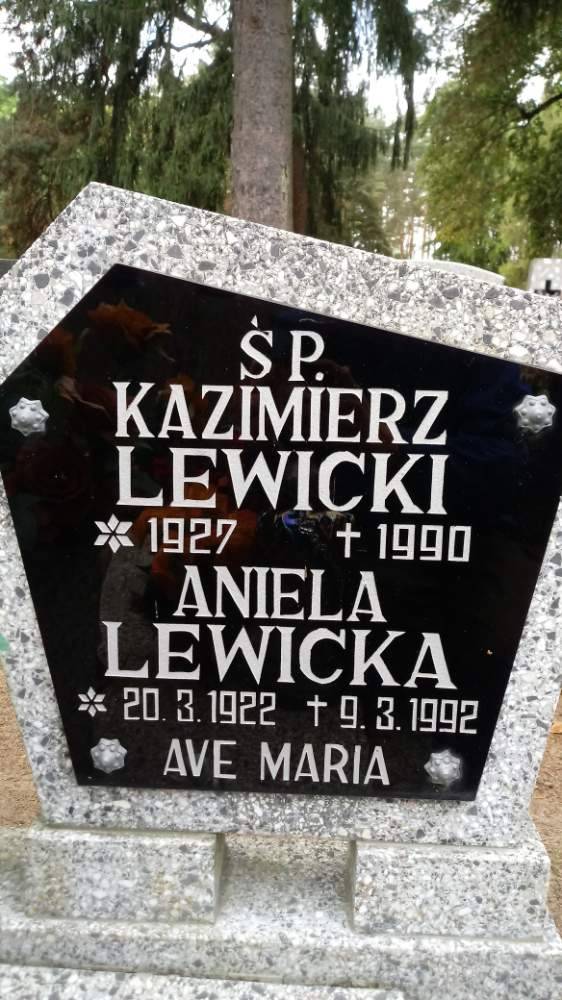 Ś P.
KAZIMIERZ
LEWICKI
* 1927 † 1990
ANIELA
LEWICKA
* 20. 3. 1922 † 9. 3. 1992
AVE MARIA